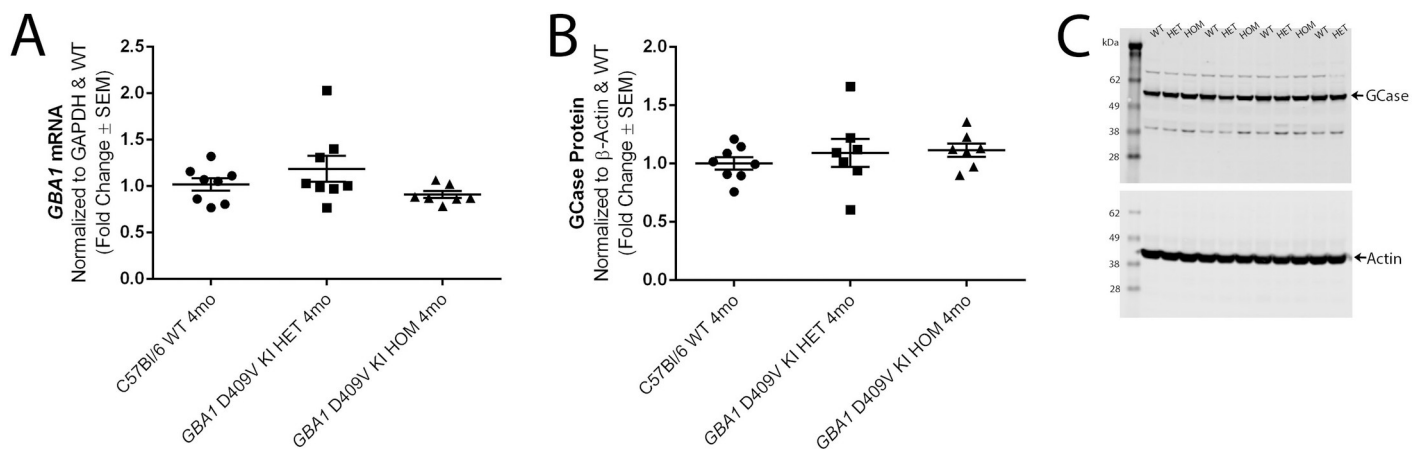 A
GBA1 mRNA
Normalized to GAPDH & WT
(Fold Change ± SEM)
2.5
2.0
1.5
1.0
0.5
0.0
C57Bl/6 WT 4mo
GBA1 D409V KI HET 4mo
GBA1 D409V KI HOM 4mo
B
GCase Protein
Normalized to β-Actin & WT
(Fold Change ± SEM)
2.0
1.5
1.0
0.5
0.0
C57Bl/6 WT 4mo
GBA1 D409V KI HET 4mo
GBA1 D409V KI HOM 4mo
C
kDa
WT HET HOM WT HET HOM WT HET HOM WT HET
62
49
38
28
GCase
62
49
38
28
Actin